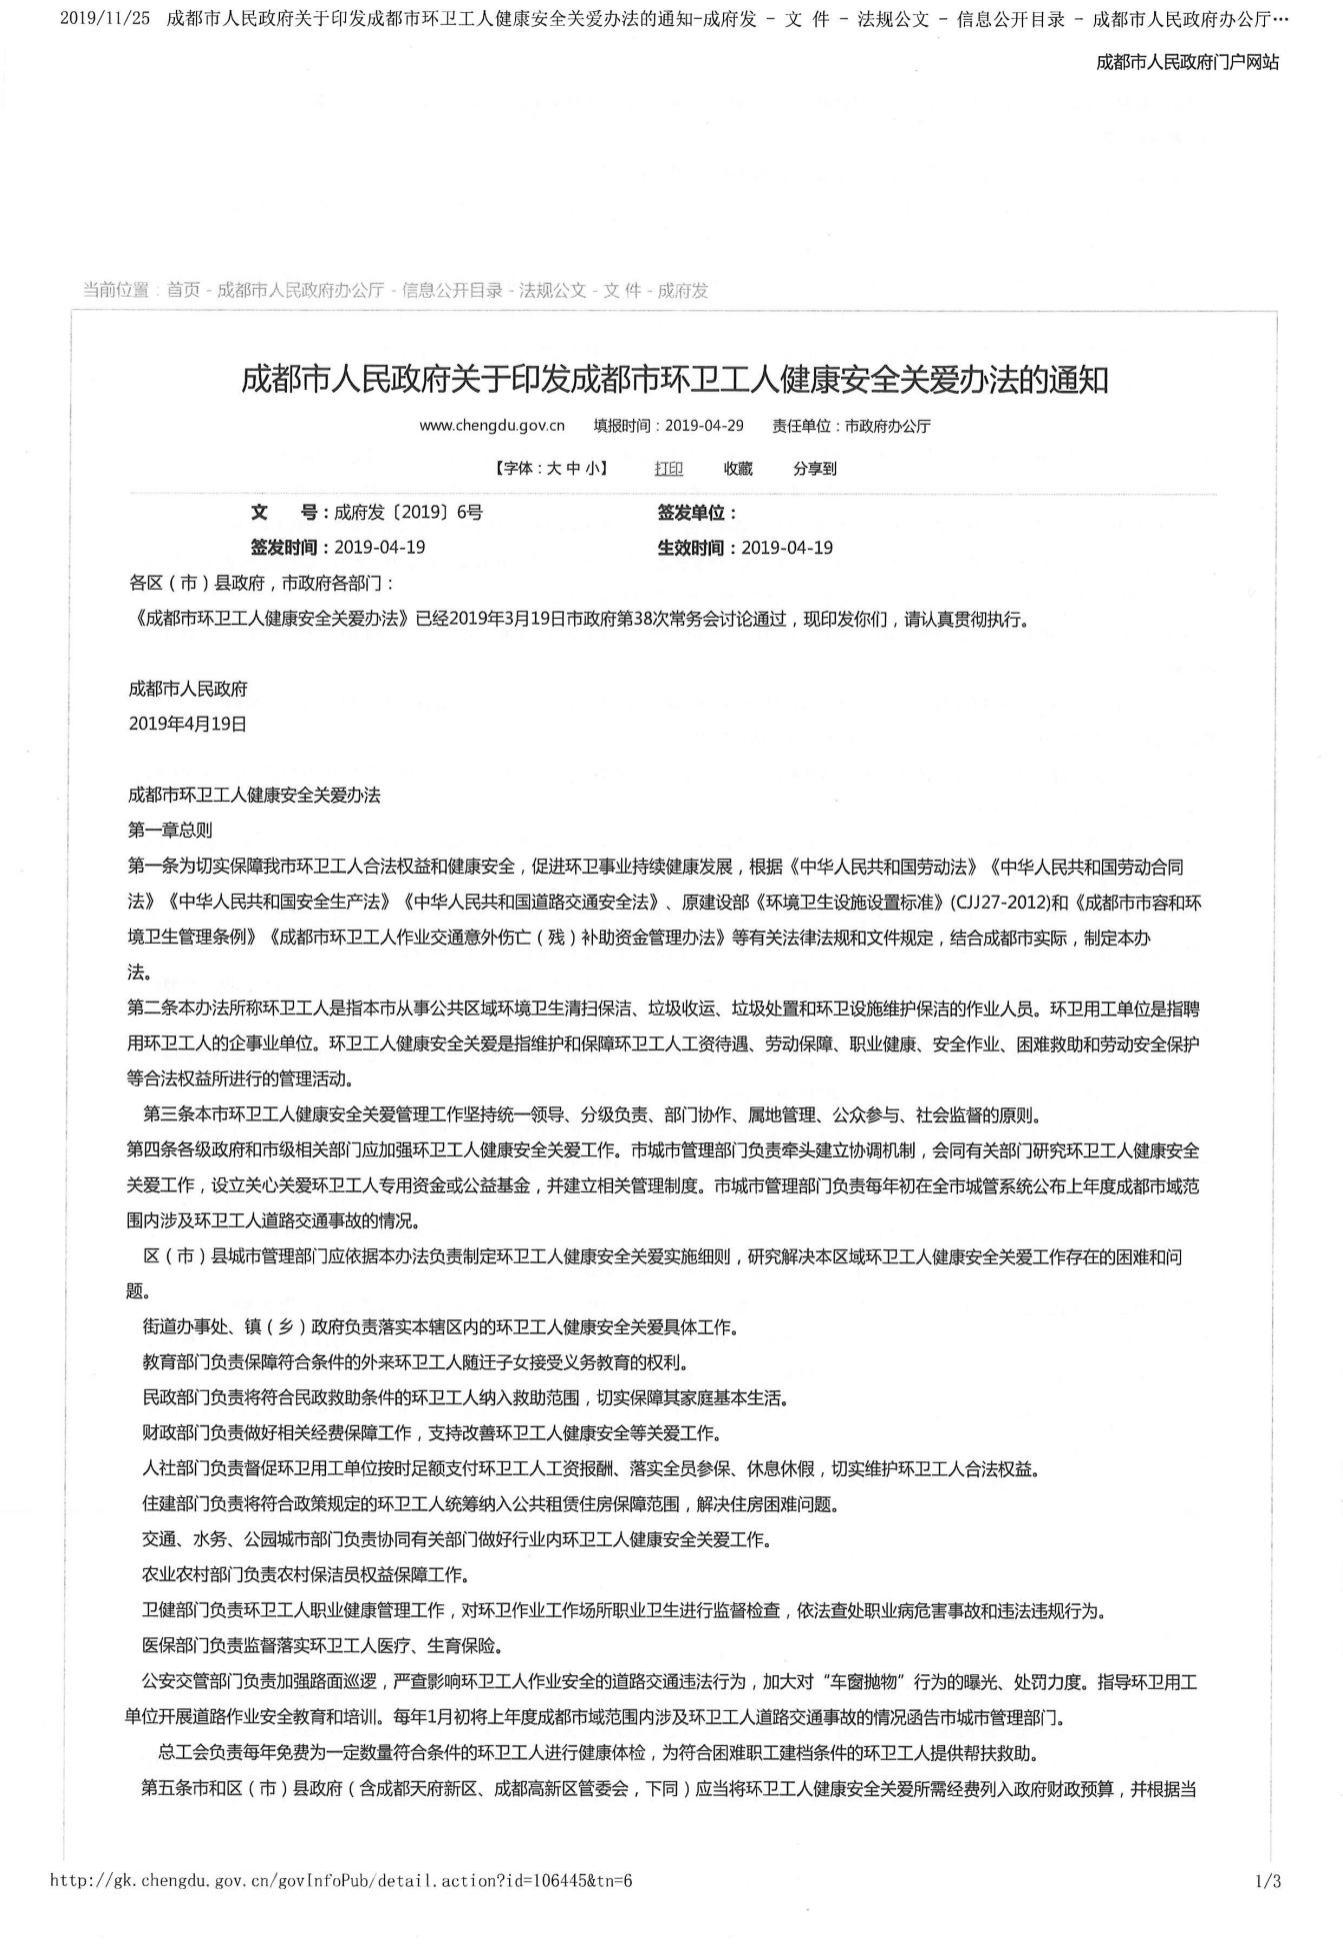 2019/11/25 成都市人民政府关于印发成都市环卫工人健康安全关爱办法的通知-成府发 - 文 件 - 法规公文 - 信息公开目录 - 成都市人民政府办公厅…
成都市人民政府门户网站
当前位置：首页 - 成都市人民政府办公厅 - 信息公开目录 - 法规公文 - 文 件 - 成府发
成都市人民政府关于印发成都市环卫工人健康安全关爱办法的通知
www.chengdu.gov.cn 填报时间：2019-04-29 责任单位：市政府办公厅
【字体：大 中 小】 打印 收藏 分享到
文 号：成府发〔2019〕6号 签发单位：
签发时间：2019-04-19 生效时间：2019-04-19
各区（市）县政府，市政府各部门：
《成都市环卫工人健康安全关爱办法》已经2019年3月19日市政府第38次常务会讨论通过，现印发你们，请认真贯彻执行。
成都市人民政府
2019年4月19日
成都市环卫工人健康安全关爱办法
第一章总则
第一条为切实保障我市环卫工人合法权益和健康安全，促进环卫事业持续健康发展，根据《中华人民共和国劳动法》《中华人民共和国劳动合同
法》《中华人民共和国安全生产法》《中华人民共和国道路交通安全法》、原建设部《环境卫生设施设置标准》(CJJ27-2012)和《成都市市容和环
境卫生管理条例》《成都市环卫工人作业交通意外伤亡（残）补助资金管理办法》等有关法律法规和文件规定，结合成都市实际，制定本办
法。
第二条本办法所称环卫工人是指本市从事公共区域环境卫生清扫保洁、垃圾收运、垃圾处置和环卫设施维护保洁的作业人员。环卫用工单位是指聘
用环卫工人的企事业单位。环卫工人健康安全关爱是指维护和保障环卫工人工资待遇、劳动保障、职业健康、安全作业、困难救助和劳动安全保护
等合法权益所进行的管理活动。
第三条本市环卫工人健康安全关爱管理工作坚持统一领导、分级负责、部门协作、属地管理、公众参与、社会监督的原则。
第四条各级政府和市级相关部门应加强环卫工人健康安全关爱工作。市城市管理部门负责牵头建立协调机制，会同有关部门研究环卫工人健康安全
关爱工作，设立关心关爱环卫工人专用资金或公益基金，并建立相关管理制度。市城市管理部门负责每年初在全市城管系统公布上年度成都市域范
围内涉及环卫工人道路交通事故的情况。
区（市）县城市管理部门应依据本办法负责制定环卫工人健康安全关爱实施细则，研究解决本区域环卫工人健康安全关爱工作存在的困难和问
题。
街道办事处、镇（乡）政府负责落实本辖区内的环卫工人健康安全关爱具体工作。
教育部门负责保障符合条件的外来环卫工人随迁子女接受义务教育的权利。
民政部门负责将符合民政救助条件的环卫工人纳入救助范围，切实保障其家庭基本生活。
财政部门负责做好相关经费保障工作，支持改善环卫工人健康安全等关爱工作。
人社部门负责督促环卫用工单位按时足额支付环卫工人工资报酬、落实全员参保、休息休假，切实维护环卫工人合法权益。
住建部门负责将符合政策规定的环卫工人统筹纳入公共租赁住房保障范围，解决住房困难问题。
交通、水务、公园城市部门负责协同有关部门做好行业内环卫工人健康安全关爱工作。
农业农村部门负责农村保洁员权益保障工作。
卫健部门负责环卫工人职业健康管理工作，对环卫作业工作场所职业卫生进行监督检查，依法查处职业病危害事故和违法违规行为。
医保部门负责监督落实环卫工人医疗、生育保险。
公安交管部门负责加强路面巡逻，严查影响环卫工人作业安全的道路交通违法行为，加大对“车窗抛物”行为的曝光、处罚力度。指导环卫用工
单位开展道路作业安全教育和培训。每年1月初将上年度成都市域范围内涉及环卫工人道路交通事故的情况函告市城市管理部门。
总工会负责每年免费为一定数量符合条件的环卫工人进行健康体检，为符合困难职工建档条件的环卫工人提供帮扶救助。
第五条市和区（市）县政府（含成都天府新区、成都高新区管委会，下同）应当将环卫工人健康安全关爱所需经费列入政府财政预算，并根据当
http://gk.chengdu.gov.cn/govInfoPub/detail.action?id=106445&tn=6 1/3